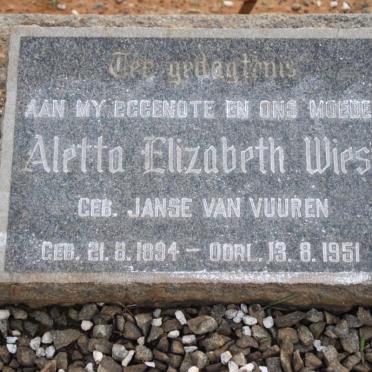 Ter gedagtenis
AAN MY EGGENOTE EN ONS MOEDE
Aletta Elizabeth Wies
GEB. JANSE VAN VUUREN
GEB. 21. 8. 1894 – OORL. 13. 8. 1951